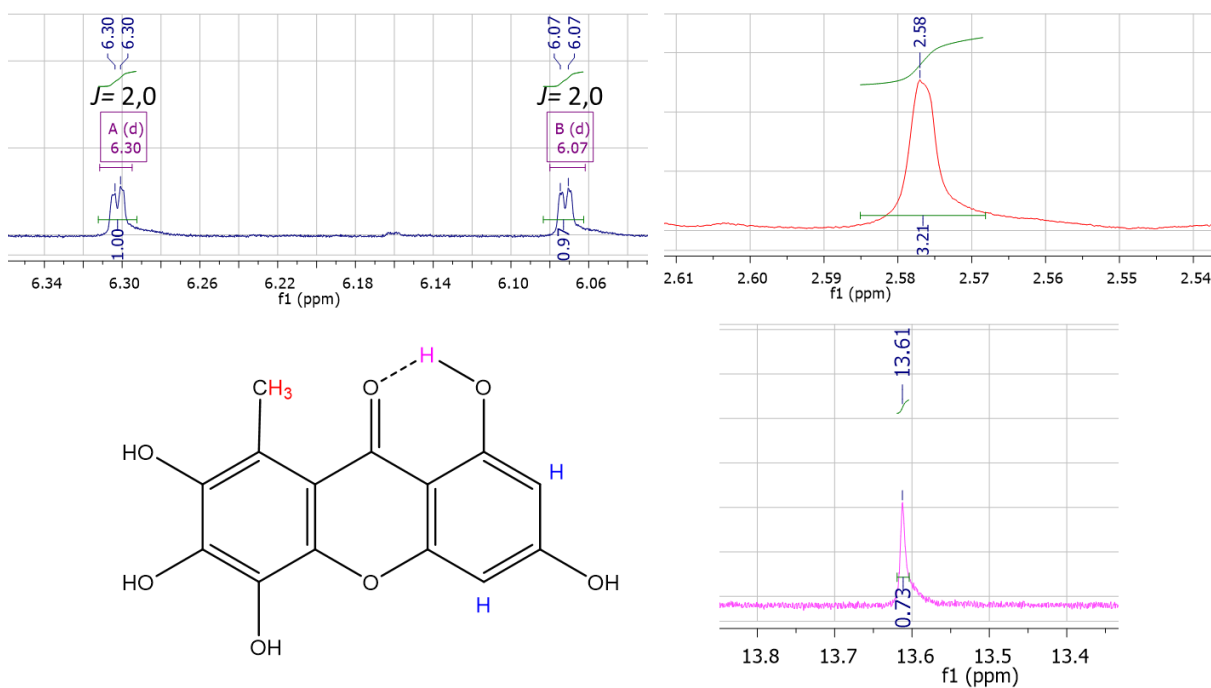 6.30 6.30
6.07 6.07
J= 2,0
J= 2,0
A (d)
6.30
B (d)
6.07
1.00
0.97
6.34 6.30 6.26 6.22 6.18 6.14 6.10 6.06
f1 (ppm)
2.58
3.21
2.61 2.60 2.59 2.58 2.57 2.56 2.55 2.54
f1 (ppm)
H
CH3
O
O
HO
H
HO
O
OH
H
OH
13.61
0.73
13.8 13.7 13.6 13.5 13.4
f1 (ppm)